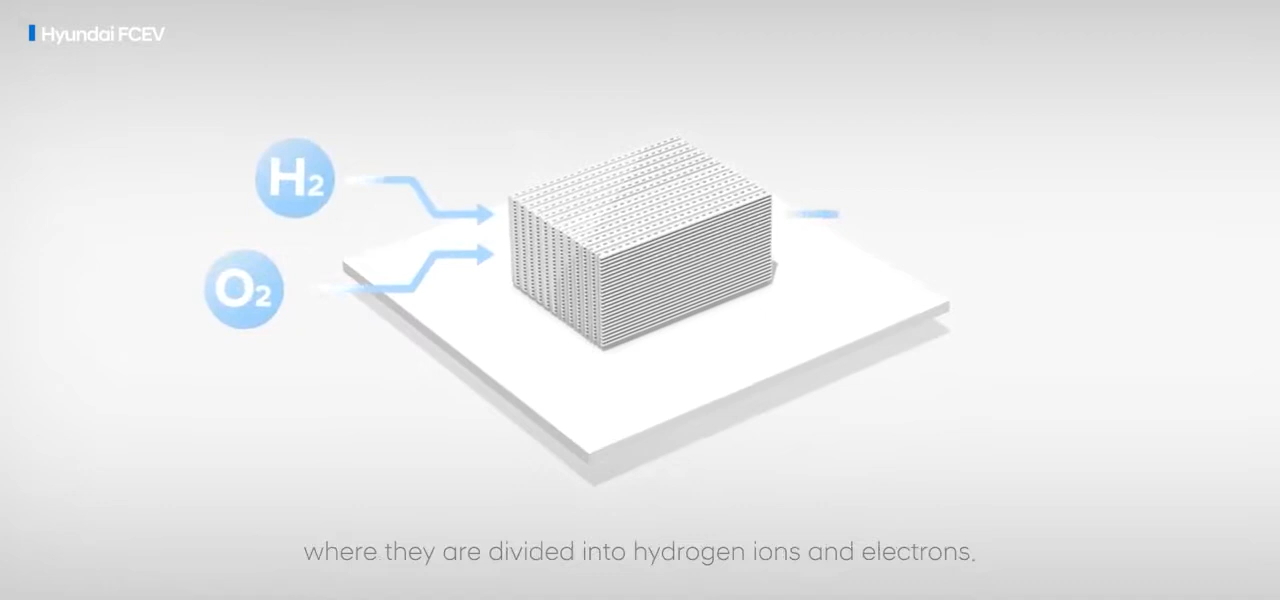 Hyundai FCEV
H2
O2
where they are divided into hydrogen ions and electrons.